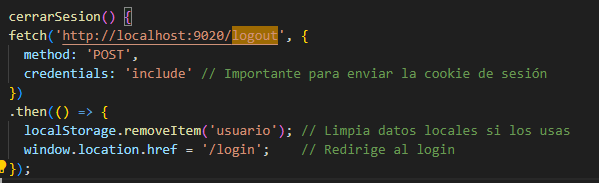 cerrarSesion() {
fetch('http://localhost:9020/logout', {
  method: 'POST',
  credentials: 'include' // Importante para enviar la cookie de sesión
})
.then(() => {
  localStorage.removeItem('usuario'); // Limpia datos locales si los usas
  window.location.href = '/login';    // Redirige al login
});